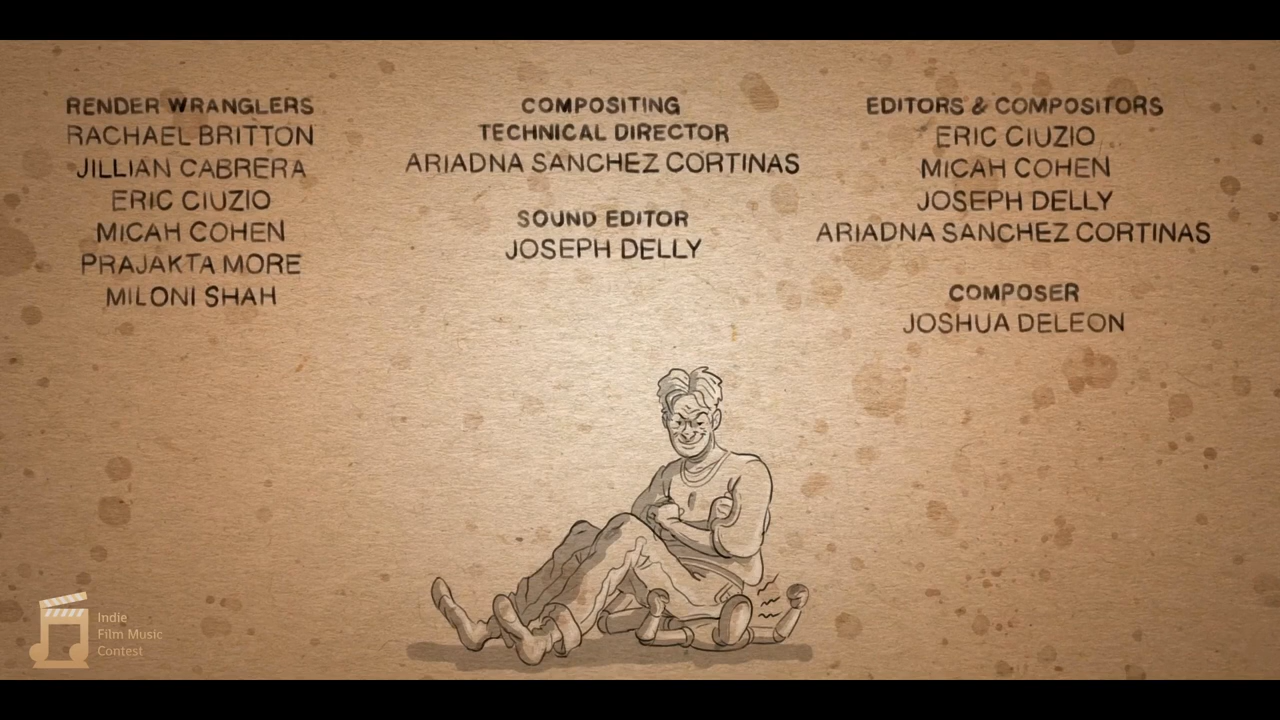 RENDER WRANGLERS
RACHAEL BRITTON
JILLIAN CABRERA
ERIC CIUZIO
MICAH COHEN
PRAJAKTA MORE
MILONI SHAH
COMPOSITING
TECHNICAL DIRECTOR
ARIADNA SANCHEZ CORTINAS
SOUND EDITOR
JOSEPH DELLY
EDITORS & COMPOSITORS
ERIC CIUZIO
MICAH COHEN
JOSEPH DELLY
ARIADNA SANCHEZ CORTINAS
COMPOSER
JOSHUA DELEON
Indie
Film Music
Contest